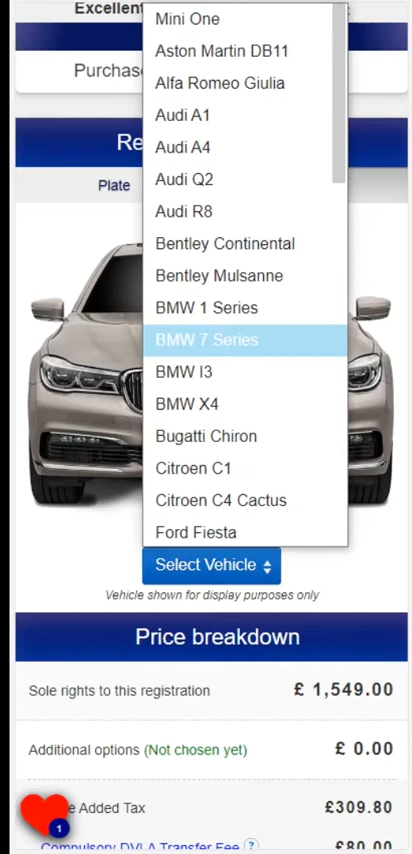 Excellent
Mini One
Aston Martin DB11
Purchas
Alfa Romeo Giulia
Audi A1
Re
Audi A4
Plate
Audi Q2
Audi R8
Bentley Continental
Bentley Mulsanne
BMW 1 Series
BMW 7 Series
BMW I3
BMW X4
Bugatti Chiron
Citroen C1
Citroen C4 Cactus
Ford Fiesta
Select Vehicle
Vehicle shown for display purposes only
Price breakdown
Sole rights to this registration £ 1,549.00
Additional options (Not chosen yet) £ 0.00
e Added Tax £309.80
1
Compulsory DVLA Transfer Fee ? £80.00